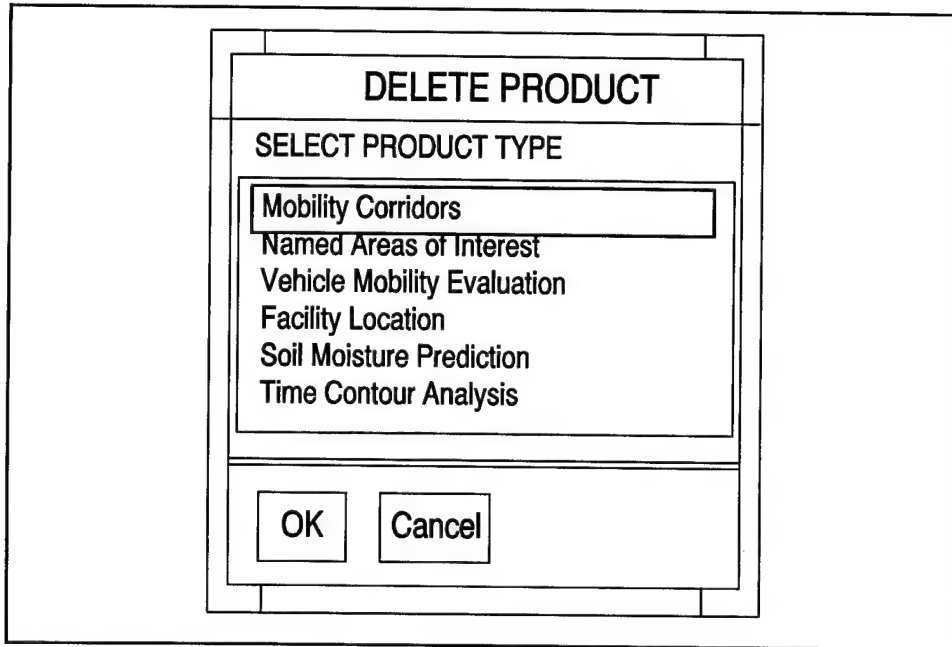 DELETE PRODUCT
SELECT PRODUCT TYPE
Mobility Corridors
Named Areas of Interest
Vehicle Mobility Evaluation
Facility Location
Soil Moisture Prediction
Time Contour Analysis
OK
Cancel